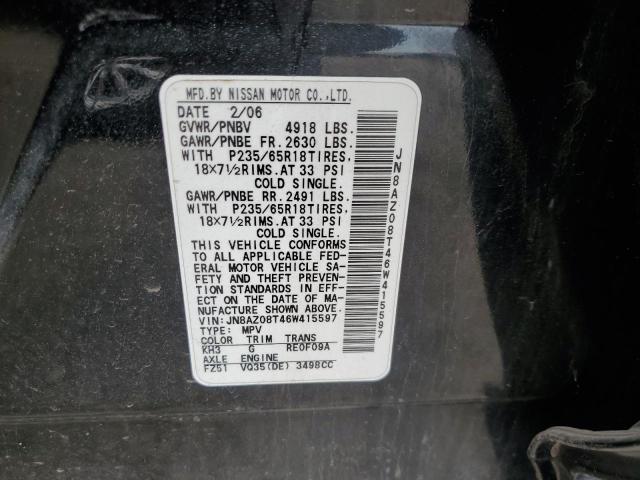 MFD.BY NISSAN MOTOR CO.,LTD.
DATE 2/06
GVWR/PNBV 4918 LBS.
GAWR/PNBE FR. 2630 LBS.
WITH P235/65R18TIRES,
18×7½RIMS.AT 33 PSI
COLD SINGLE.
GAWR/PNBE RR. 2491 LBS.
WITH P235/65R18TIRES,
18×7½RIMS.AT 33 PSI
COLD SINGLE.
THIS VEHICLE CONFORMS
TO ALL APPLICABLE FED-
ERAL MOTOR VEHICLE SA-
FETY AND THEFT PREVEN-
TION STANDARDS IN EFF-
ECT ON THE DATE OF MA-
NUFACTURE SHOWN ABOVE.
VIN: JN8AZ08T46W415597
TYPE: MPV
COLOR TRIM TRANS
KH3 G RE0F09A
AXLE ENGINE
FZ51 VQ35(DE) 3498CC
JN8AZ08T46W415597